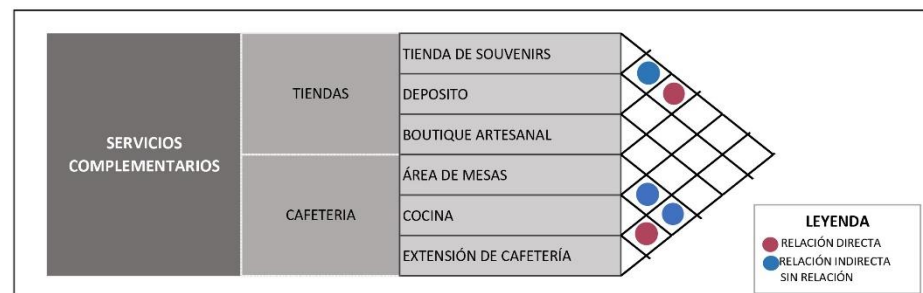 SERVICIOS
COMPLEMENTARIOS
TIENDAS
CAFETERIA
TIENDA DE SOUVENIRS
DEPOSITO
BOUTIQUE ARTESANAL
ÁREA DE MESAS
COCINA
EXTENSIÓN DE CAFETERÍA
LEYENDA
RELACIÓN DIRECTA
RELACIÓN INDIRECTA
SIN RELACIÓN